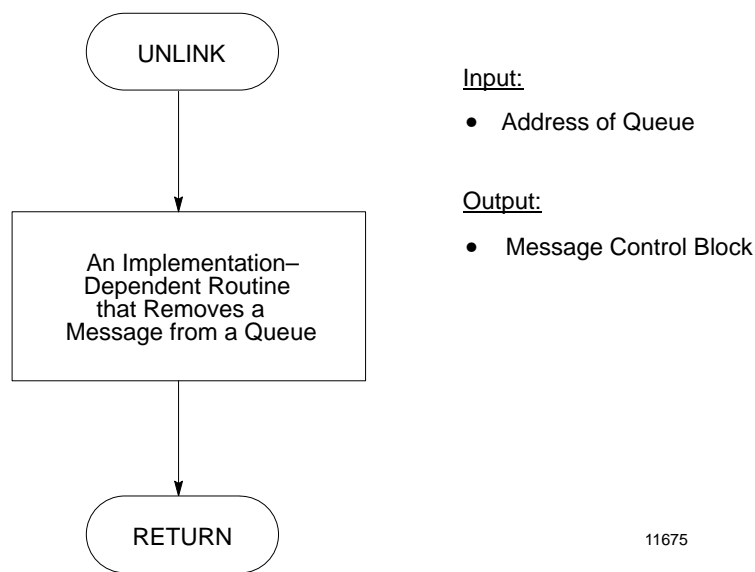 UNLINK
An Implementation–
Dependent Routine
that Removes a
Message from a Queue
RETURN
Input:
• Address of Queue
Output:
• Message Control Block
11675